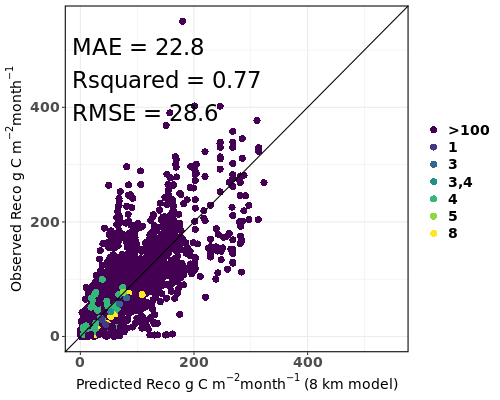 MAE = 22.8
Rsquared = 0.77
RMSE = 28.6
400
200
0
0 200 400
Observed Reco g C m⁻²month⁻¹
Predicted Reco g C m⁻²month⁻¹ (8 km model)
>100
1
3
3,4
4
5
8